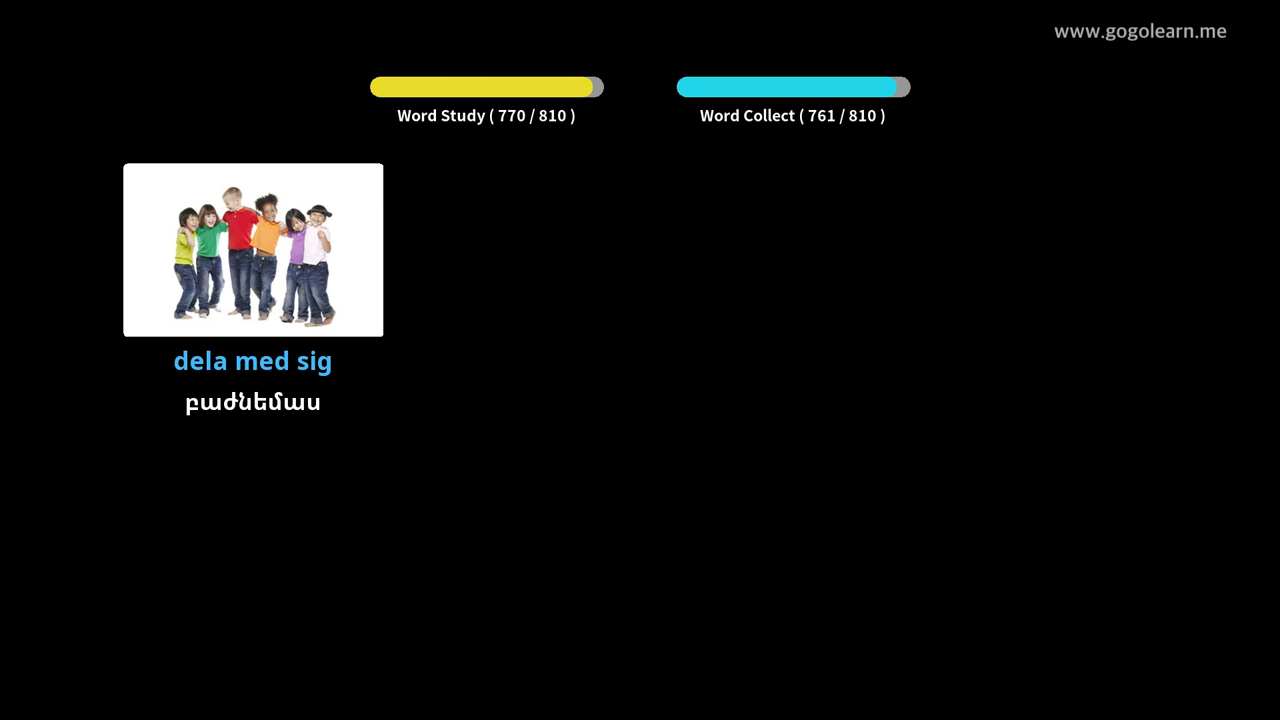 www.gogolearn.me
Word Study ( 770 / 810 )
Word Collect ( 761 / 810 )
dela med sig
բաժնեմաս